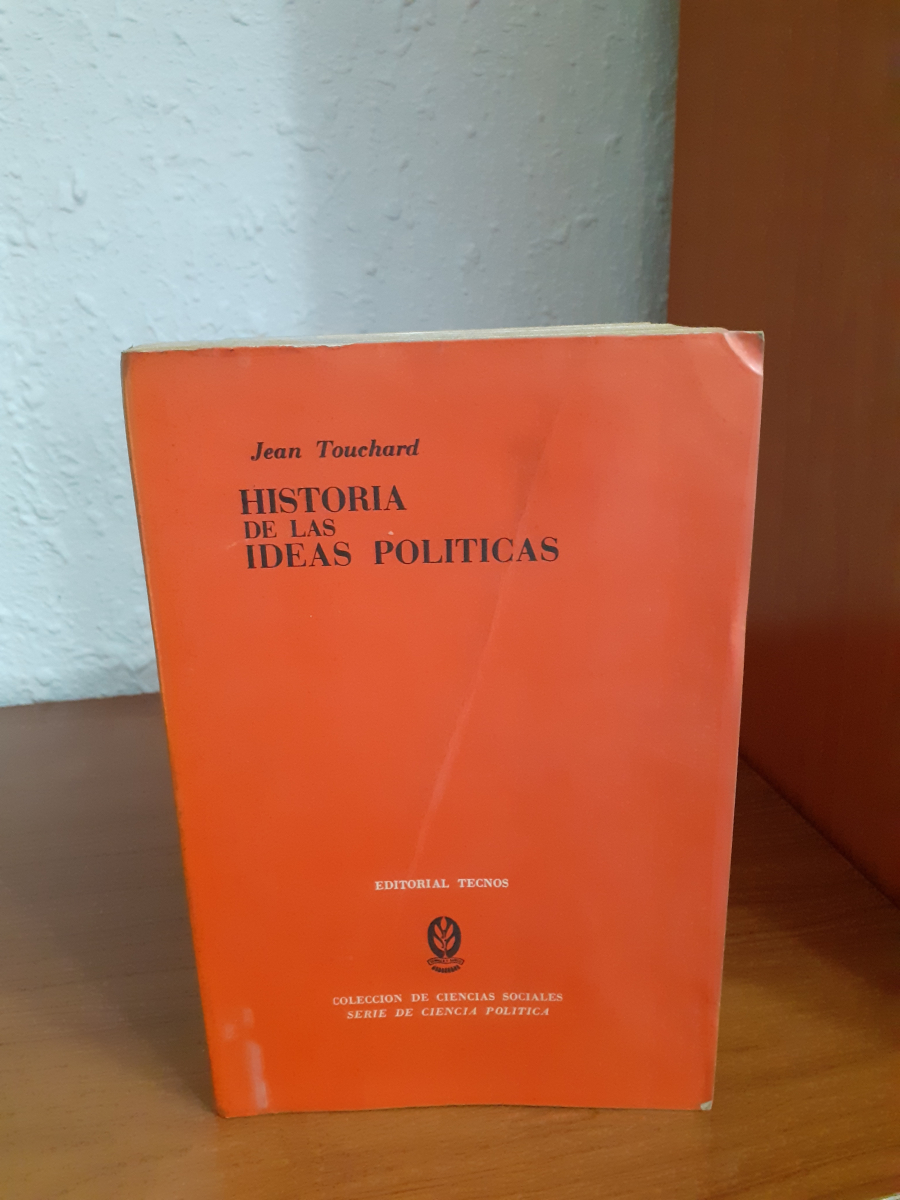 Jean Touchard
HISTORIA
DE LAS
IDEAS POLITICAS
EDITORIAL TECNOS
COLECCION DE CIENCIAS SOCIALES
SERIE DE CIENCIA POLITICA